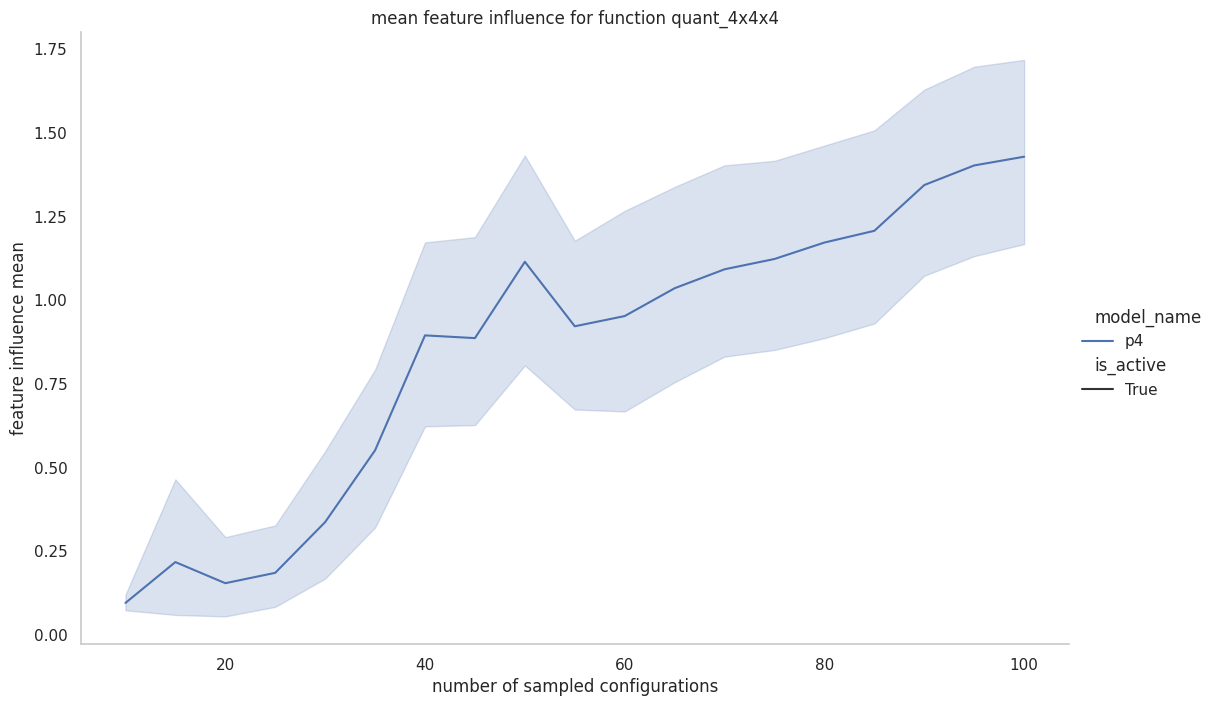 mean feature influence for function quant_4x4x4
1.75
1.50
1.25
1.00
0.75
0.50
0.25
0.00
feature influence mean
20 40 60 80 100
number of sampled configurations
model_name
p4
is_active
True